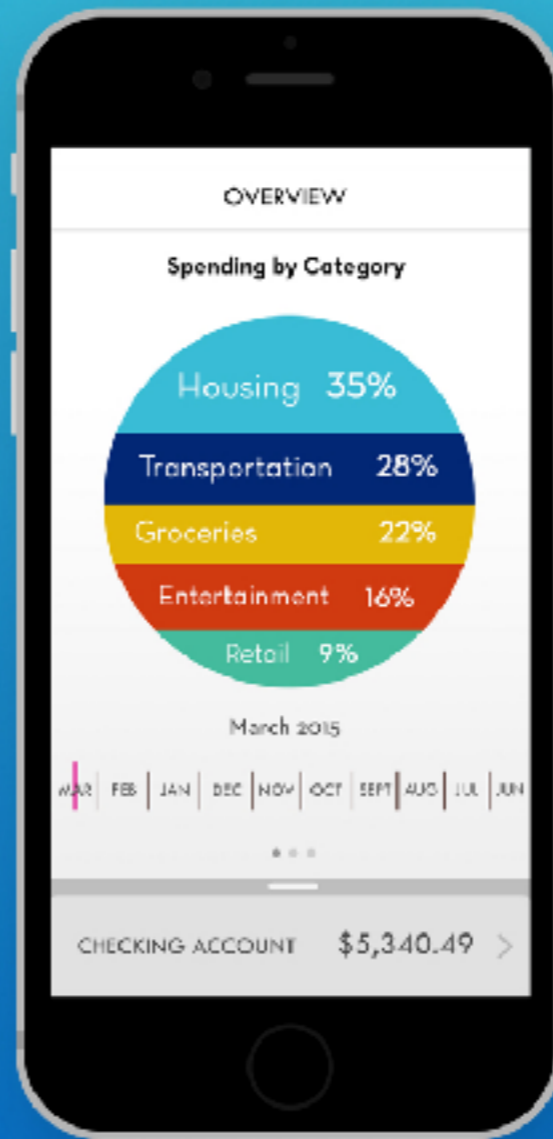 OVERVIEW
Spending by Category
Housing 35%
Transportation 28%
Groceries 22%
Entertainment 16%
Retail 9%
March 2015
MAR FEB JAN DEC NOV OCT SEPT AUG JUL JUN
CHECKING ACCOUNT $5,340.49